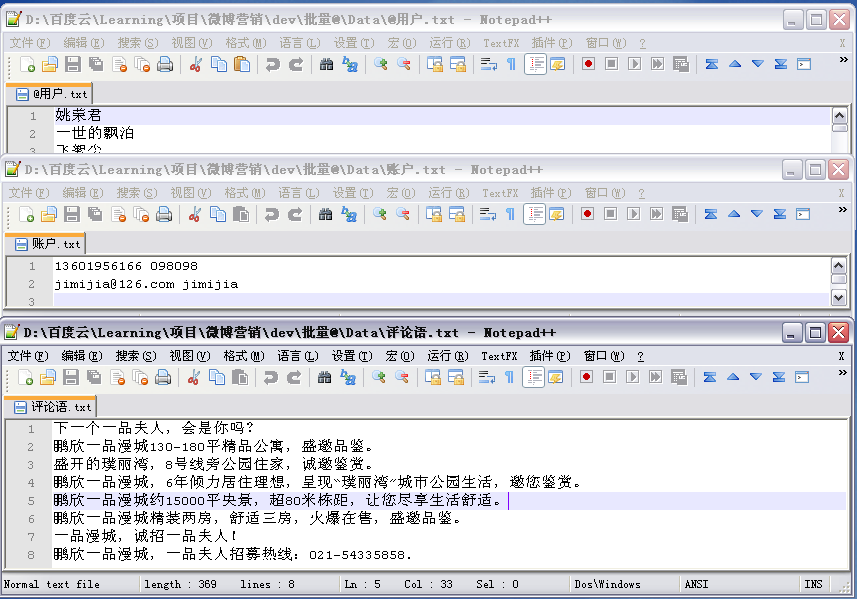 D:\百度云\Learning\项目\微博营销\dev\批量@\Data\@用户.txt - Notepad++
文件(F) 编辑(E) 搜索(S) 视图(V) 格式(M) 语言(L) 设置(T) 宏(O) 运行(R) TextFX 插件(P) 窗口(W) ? X
@用户.txt
1 姚荣君
2 一世的飘泊
3
D:\百度云\Learning\项目\微博营销\dev\批量@\Data\账户.txt - Notepad++
文件(F) 编辑(E) 搜索(S) 视图(V) 格式(M) 语言(L) 设置(T) 宏(O) 运行(R) TextFX 插件(P) 窗口(W) ? X
账户.txt
1 13601956166 098098
2 jimijia@126.com jimijia
3
D:\百度云\Learning\项目\微博营销\dev\批量@\Data\评论语.txt - Notepad++
文件(F) 编辑(E) 搜索(S) 视图(V) 格式(M) 语言(L) 设置(T) 宏(O) 运行(R) TextFX 插件(P) 窗口(W) ? X
评论语.txt
1 下一个一品夫人，会是你吗?
2 鹏欣一品漫城130-180平精品公寓，盛邀品鉴。
3 盛开的璞丽湾，8号线旁公园住家，诚邀鉴赏。
4 鹏欣一品漫城，6年倾力居住理想，呈现“璞丽湾”城市公园生活，邀您鉴赏。
5 鹏欣一品漫城约15000平央景，超80米栋距，让您尽享生活舒适。
6 鹏欣一品漫城精装两房，舒适三房，火爆在售，盛邀品鉴。
7 一品漫城，诚招一品夫人！
8 鹏欣一品漫城，一品夫人招募热线：021-54335858.
Normal text file length : 369 lines : 8 Ln : 5 Col : 33 Sel : 0 Dos\Windows ANSI INS